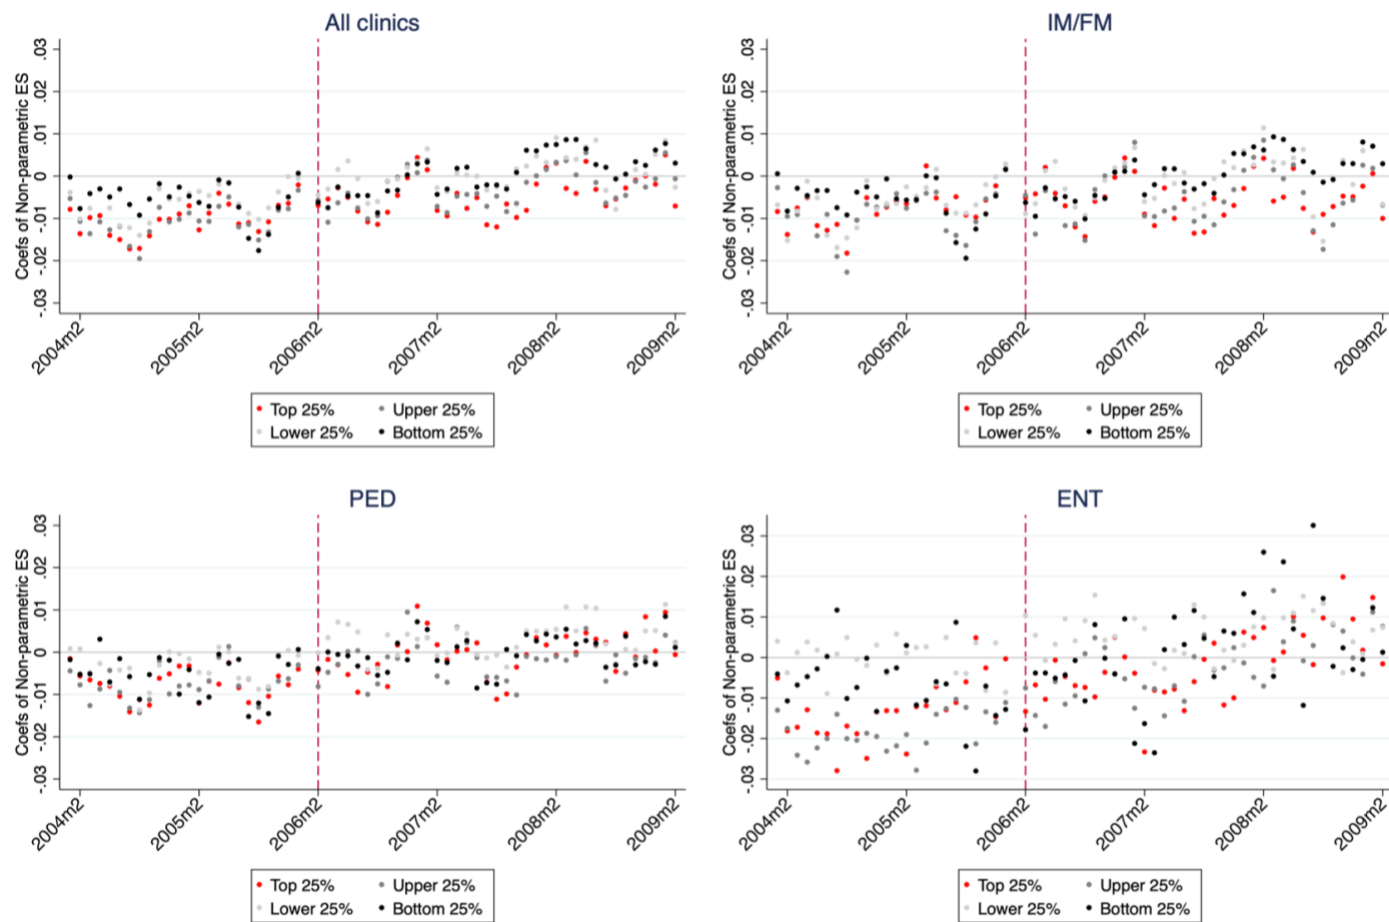 All clinics
Coefs of Non-parametric ES
.03
.02
.01
0
-.01
-.02
-.03
2004m2
2005m2
2006m2
2007m2
2008m2
2009m2
Top 25% Upper 25%
Lower 25% Bottom 25%
IM/FM
Coefs of Non-parametric ES
.03
.02
.01
0
-.01
-.02
-.03
2004m2
2005m2
2006m2
2007m2
2008m2
2009m2
Top 25% Upper 25%
Lower 25% Bottom 25%
PED
Coefs of Non-parametric ES
.03
.02
.01
0
-.01
-.02
-.03
2004m2
2005m2
2006m2
2007m2
2008m2
2009m2
Top 25% Upper 25%
Lower 25% Bottom 25%
ENT
Coefs of Non-parametric ES
.03
.02
.01
0
-.01
-.02
-.03
2004m2
2005m2
2006m2
2007m2
2008m2
2009m2
Top 25% Upper 25%
Lower 25% Bottom 25%